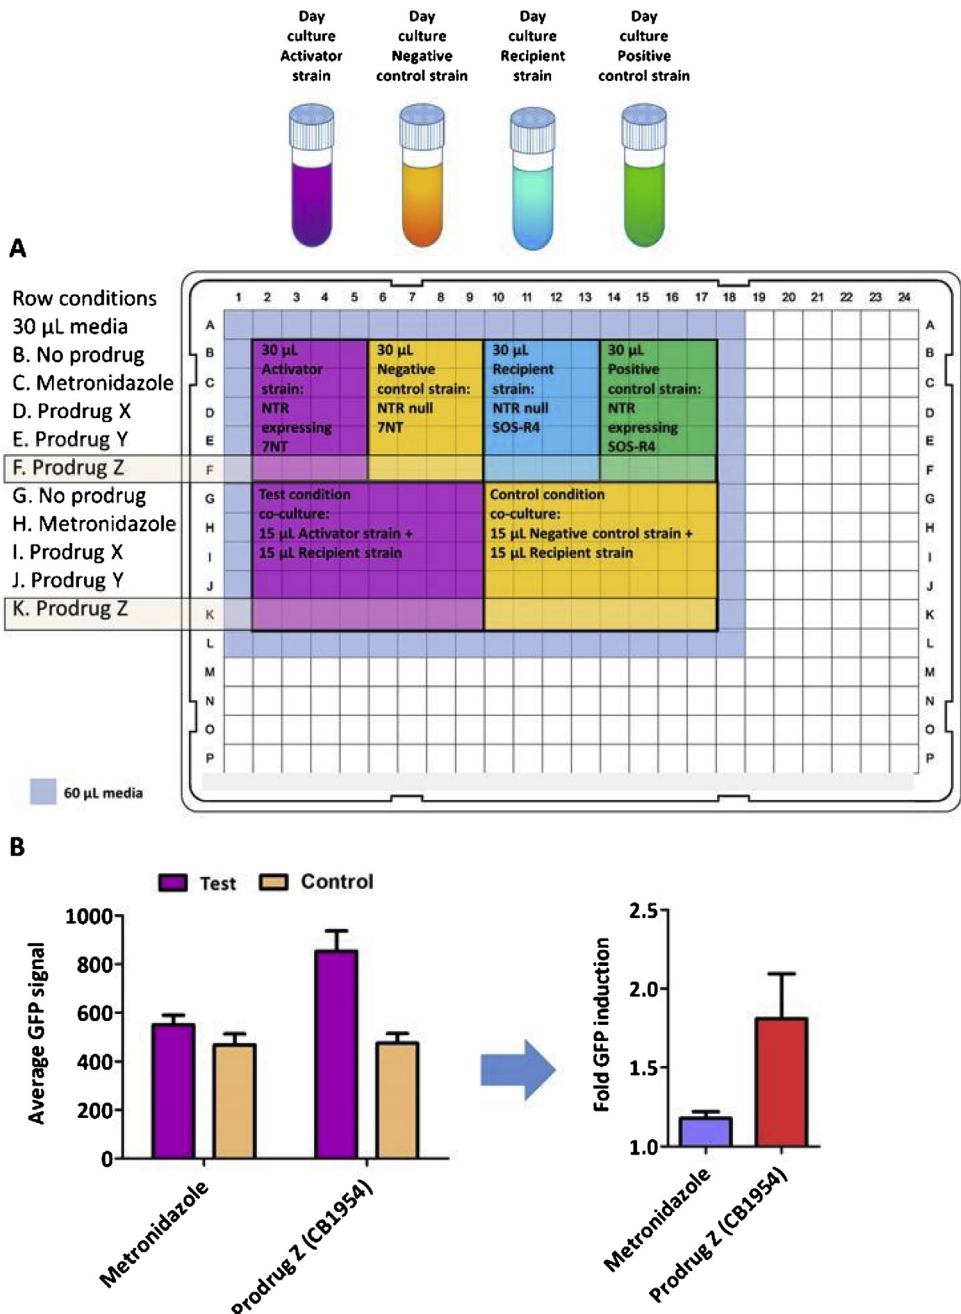 Day
culture
Activator
strain
Day
culture
Negative
control strain
Day
culture
Recipient
strain
Day
culture
Positive
control strain
A
Row conditions
30 µL media
B. No prodrug
C. Metronidazole
D. Prodrug X
E. Prodrug Y
F. Prodrug Z
G. No prodrug
H. Metronidazole
I. Prodrug X
J. Prodrug Y
K. Prodrug Z
1 2 3 4 5 6 7 8 9 10 11 12 13 14 15 16 17 18 19 20 21 22 23 24
A
B
C
D
E
F
G
H
I
J
K
L
M
N
O
P
30 µL
Activator
strain:
NTR
expressing
7NT
30 µL
Negative
control strain:
NTR null
7NT
30 µL
Recipient
strain:
NTR null
SOS-R4
30 µL
Positive
control strain:
NTR
expressing
SOS-R4
Test condition
co-culture:
15 µL Activator strain +
15 µL Recipient strain
Control condition
co-culture:
15 µL Negative control strain +
15 µL Recipient strain
A
B
C
D
E
F
G
H
I
J
K
L
M
N
O
P
60 µL media
B
Test
Control
Average GFP signal
1000
800
600
400
200
0
Metronidazole
Prodrug Z (CB1954)
Fold GFP induction
2.5
2.0
1.5
1.0
Metronidazole
Prodrug Z (CB1954)